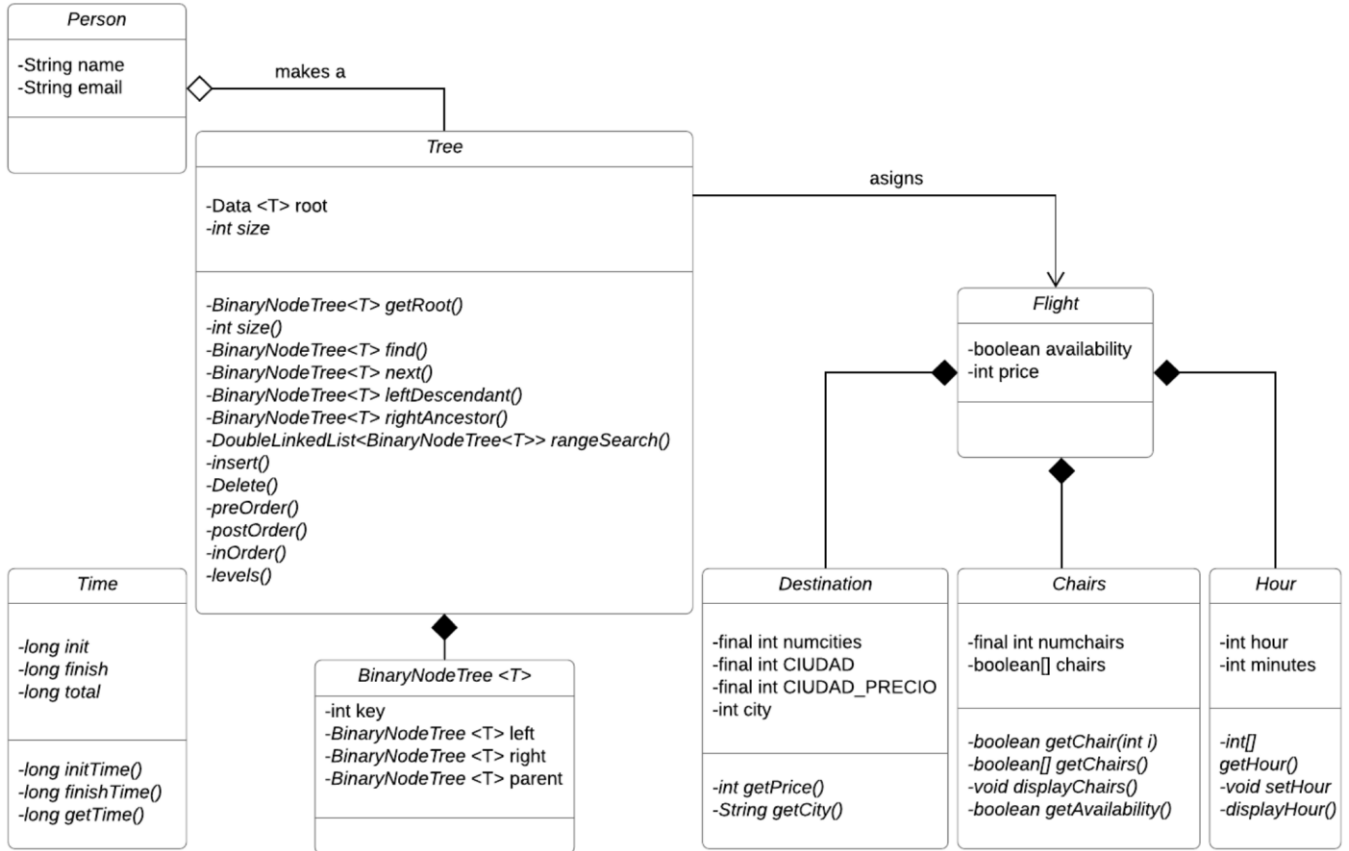 Person
-String name
-String email
makes a
Tree
-Data <T> root
-int size
-BinaryNodeTree<T> getRoot()
-int size()
-BinaryNodeTree<T> find()
-BinaryNodeTree<T> next()
-BinaryNodeTree<T> leftDescendant()
-BinaryNodeTree<T> rightAncestor()
-DoubleLinkedList<BinaryNodeTree<T>> rangeSearch()
-insert()
-Delete()
-preOrder()
-postOrder()
-inOrder()
-levels()
asigns
Flight
-boolean availability
-int price
Time
-long init
-long finish
-long total
-long initTime()
-long finishTime()
-long getTime()
BinaryNodeTree <T>
-int key
-BinaryNodeTree <T> left
-BinaryNodeTree <T> right
-BinaryNodeTree <T> parent
Destination
-final int numcities
-final int CIUDAD
-final int CIUDAD_PRECIO
-int city
-int getPrice()
-String getCity()
Chairs
-final int numchairs
-boolean[] chairs
-boolean getChair(int i)
-boolean[] getChairs()
-void displayChairs()
-boolean getAvailability()
Hour
-int hour
-int minutes
-int[]
getHour()
-void setHour
-displayHour()